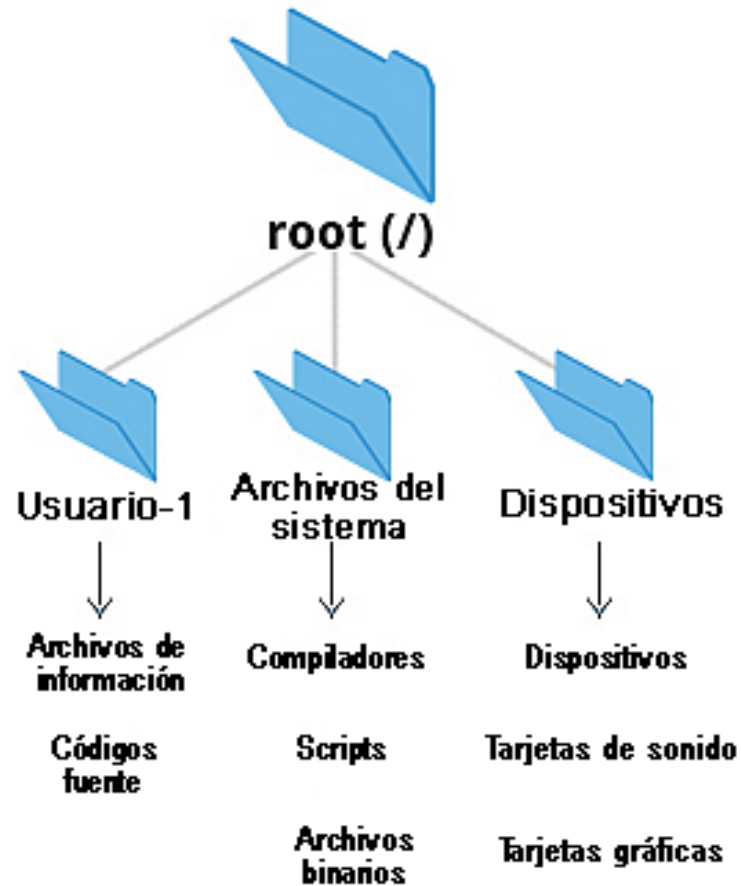 root (/)
Usuario-1
Archivos del
sistema
Dispositivos
Archivos de
información
Códigos
fuente
Compiladores
Scripts
Archivos
binarios
Dispositivos
Tarjetas de sonido
Tarjetas gráficas